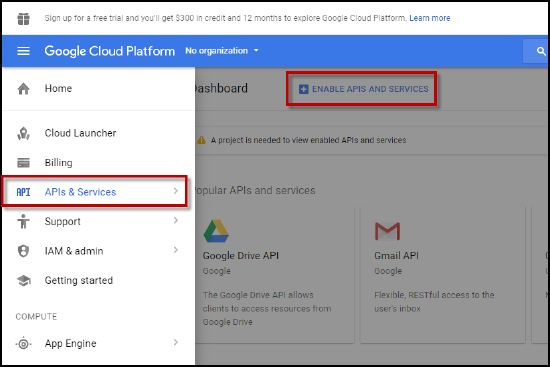 Sign up for a free trial and you'll get $300 in credit and 12 months to explore Google Cloud Platform. Learn more
Google Cloud Platform No organization
Home
Dashboard
ENABLE APIS AND SERVICES
Cloud Launcher
A project is needed to view enabled APIs and services
Billing
API APIs & Services
opular APIs and services
Support
IAM & admin
Getting started
Google Drive API
Google
The Google Drive API allows
clients to access resources from
Google Drive
Gmail API
Google
Flexible, RESTful access to the
user's inbox
COMPUTE
App Engine